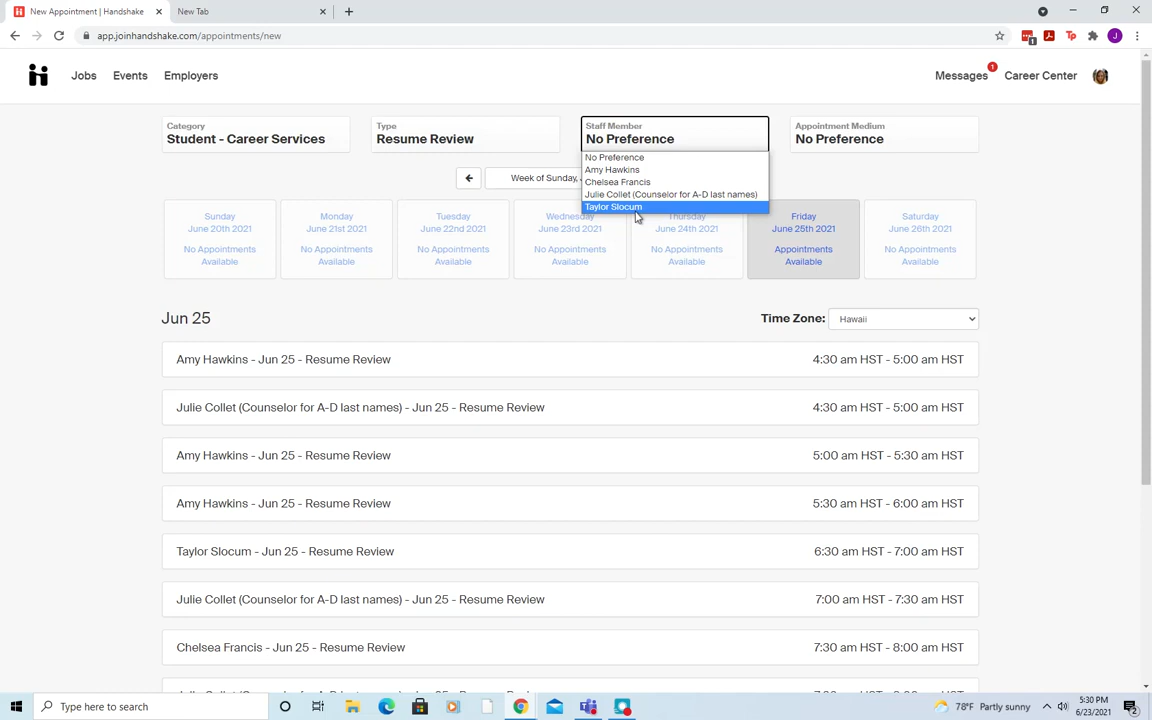 New Appointment | Handshake
New Tab
app.joinhandshake.com/appointments/new
1
J
Jobs
Events
Employers
Messages
1
Career Center
Category
Student - Career Services
Type
Resume Review
Staff Member
No Preference
Appointment Medium
No Preference
No Preference
Amy Hawkins
Chelsea Francis
Julie Collet (Counselor for A-D last names)
Taylor Slocum
Week of Sunday,
Sunday
June 20th 2021
No Appointments
Available
Monday
June 21st 2021
No Appointments
Available
Tuesday
June 22nd 2021
No Appointments
Available
Wednesday
June 23rd 2021
No Appointments
Available
Thursday
June 24th 2021
No Appointments
Available
Friday
June 25th 2021
Appointments
Available
Saturday
June 26th 2021
No Appointments
Available
Jun 25
Time Zone:
Hawaii
Amy Hawkins - Jun 25 - Resume Review
4:30 am HST - 5:00 am HST
Julie Collet (Counselor for A-D last names) - Jun 25 - Resume Review
4:30 am HST - 5:00 am HST
Amy Hawkins - Jun 25 - Resume Review
5:00 am HST - 5:30 am HST
Amy Hawkins - Jun 25 - Resume Review
5:30 am HST - 6:00 am HST
Taylor Slocum - Jun 25 - Resume Review
6:30 am HST - 7:00 am HST
Julie Collet (Counselor for A-D last names) - Jun 25 - Resume Review
7:00 am HST - 7:30 am HST
Chelsea Francis - Jun 25 - Resume Review
7:30 am HST - 8:00 am HST
Type here to search
78°F Partly sunny
5:30 PM
6/23/2021
2